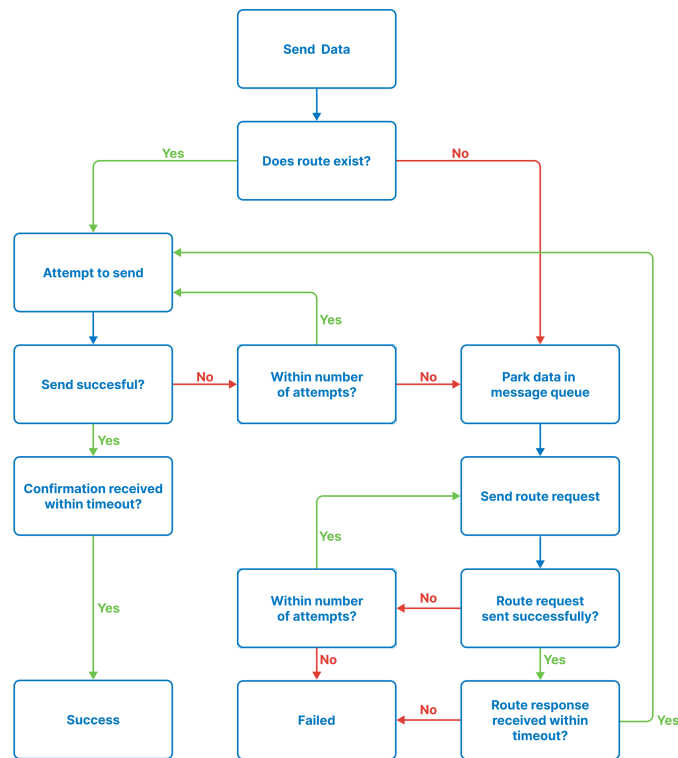 Send Data
Does route exist?
Yes
No
Attempt to send
Yes
Send succesful?
No
Within number
of attempts?
No
Park data in
message queue
Yes
Confirmation received
within timeout?
Send route request
Yes
Yes
Within number
of attempts?
No
Route request
sent successfully?
No
Yes
Success
Failed
No
Route response
received within
timeout?
Yes